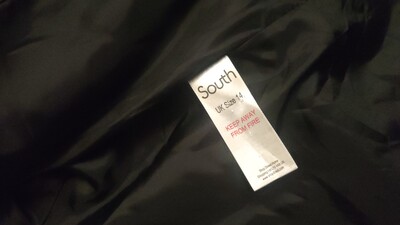 South
UK Size 14
KEEP AWAY
FROM FIRE